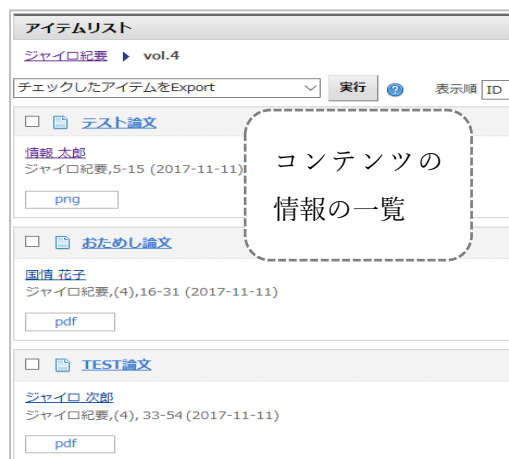 アイテムリスト
ジャイロ紀要 ▶ vol.4
チェックしたアイテムをExport 実行 ? 表示順 ID
テスト論文
情報 太郎
ジャイロ紀要,5-15 (2017-11-11)
png
コンテンツの
情報の一覧
おためし論文
国情 花子
ジャイロ紀要,(4),16-31 (2017-11-11)
pdf
TEST論文
ジャイロ 次郎
ジャイロ紀要,(4), 33-54 (2017-11-11)
pdf